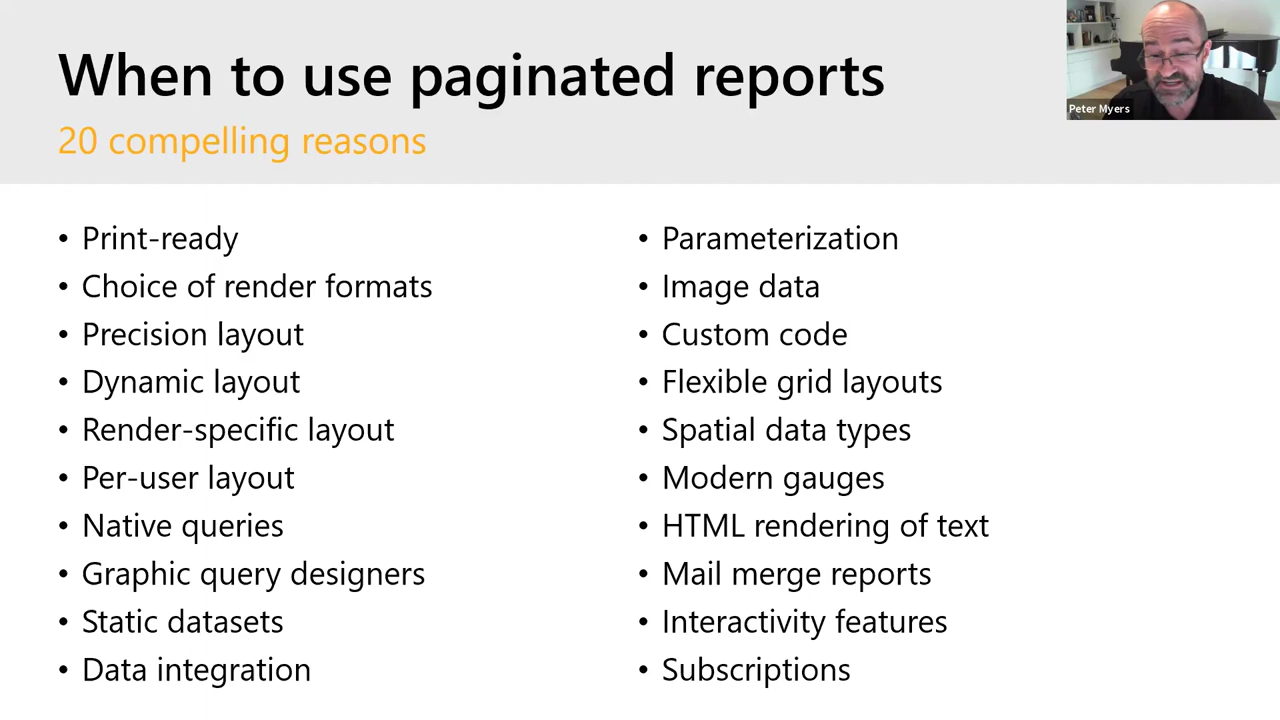 When to use paginated reports
20 compelling reasons
Peter Myers
• Print-ready
• Choice of render formats
• Precision layout
• Dynamic layout
• Render-specific layout
• Per-user layout
• Native queries
• Graphic query designers
• Static datasets
• Data integration
• Parameterization
• Image data
• Custom code
• Flexible grid layouts
• Spatial data types
• Modern gauges
• HTML rendering of text
• Mail merge reports
• Interactivity features
• Subscriptions